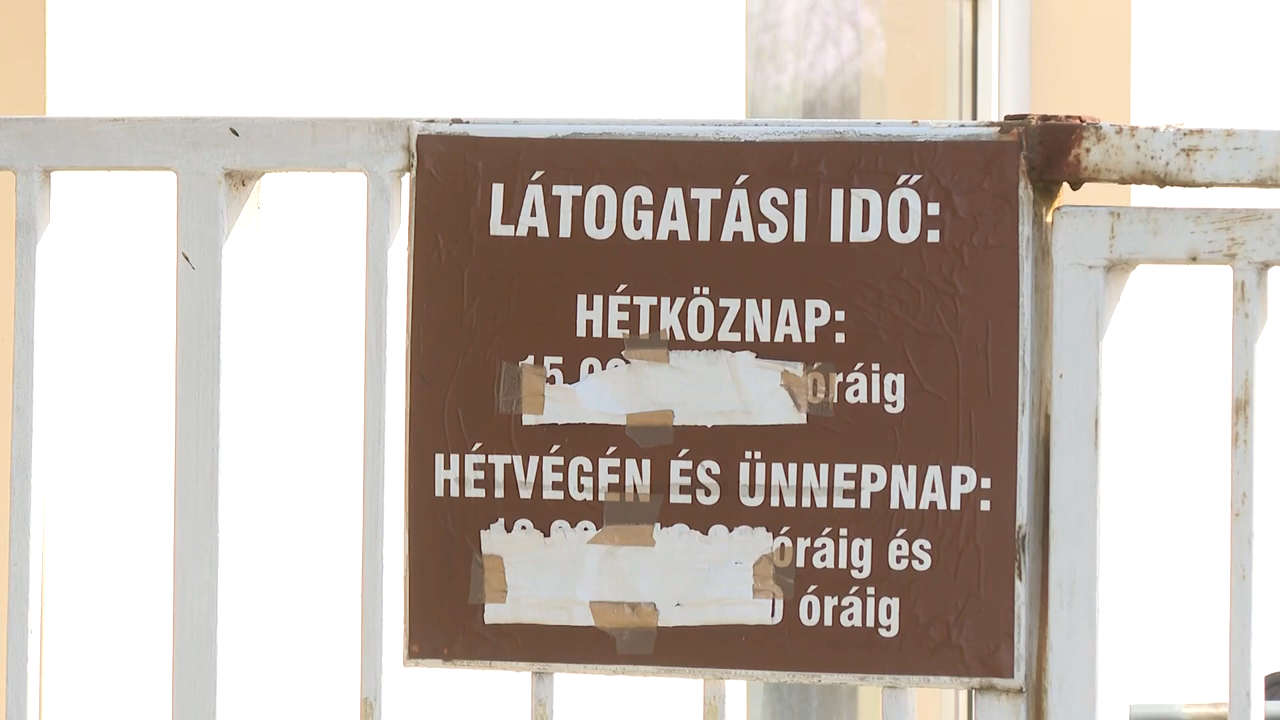 LÁTOGATÁSI IDŐ:
HÉTKÖZNAP:
óráig
HÉTVÉGÉN ÉS ÜNNEPNAP:
óráig és
óráig